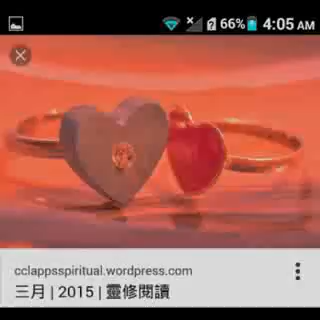 66% 4:05 AM
cclappsspiritual.wordpress.com
三月 | 2015 | 靈修閱讀